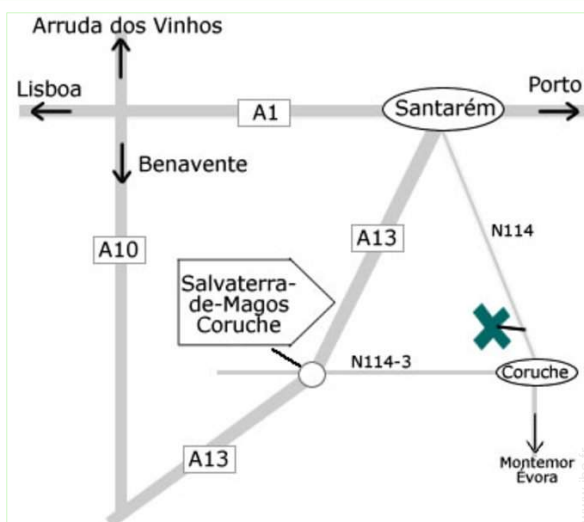 Arruda dos Vinhos
Lisboa
Porto
A1
Santarém
Benavente
N114
A13
A10
Salvaterra-
de-Magos
Coruche
N114-3
Coruche
A13
Montemor
Évora